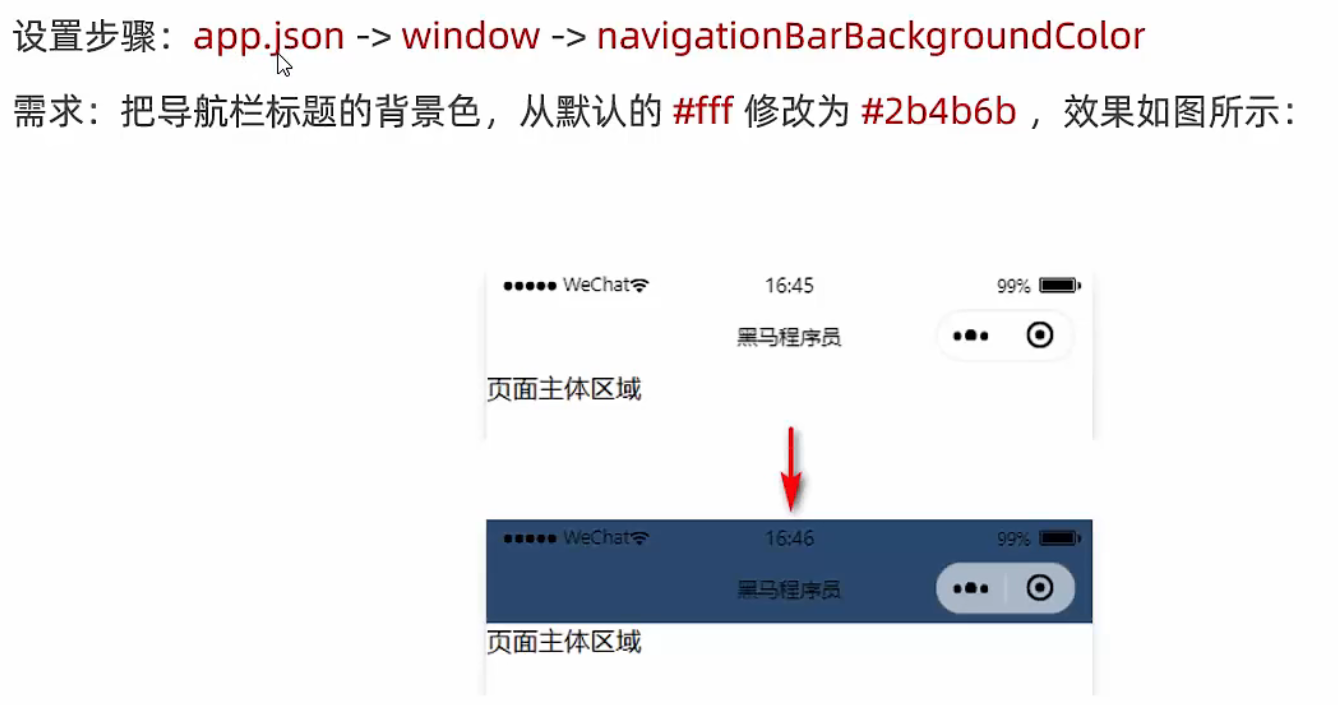 设置步骤：app.json -> window -> navigationBarBackgroundColor
需求：把导航栏标题的背景色，从默认的 #fff 修改为 #2b4b6b ，效果如图所示：
WeChat 16:45 99%
黑马程序员
页面主体区域
WeChat 16:46 99%
黑马程序员
页面主体区域